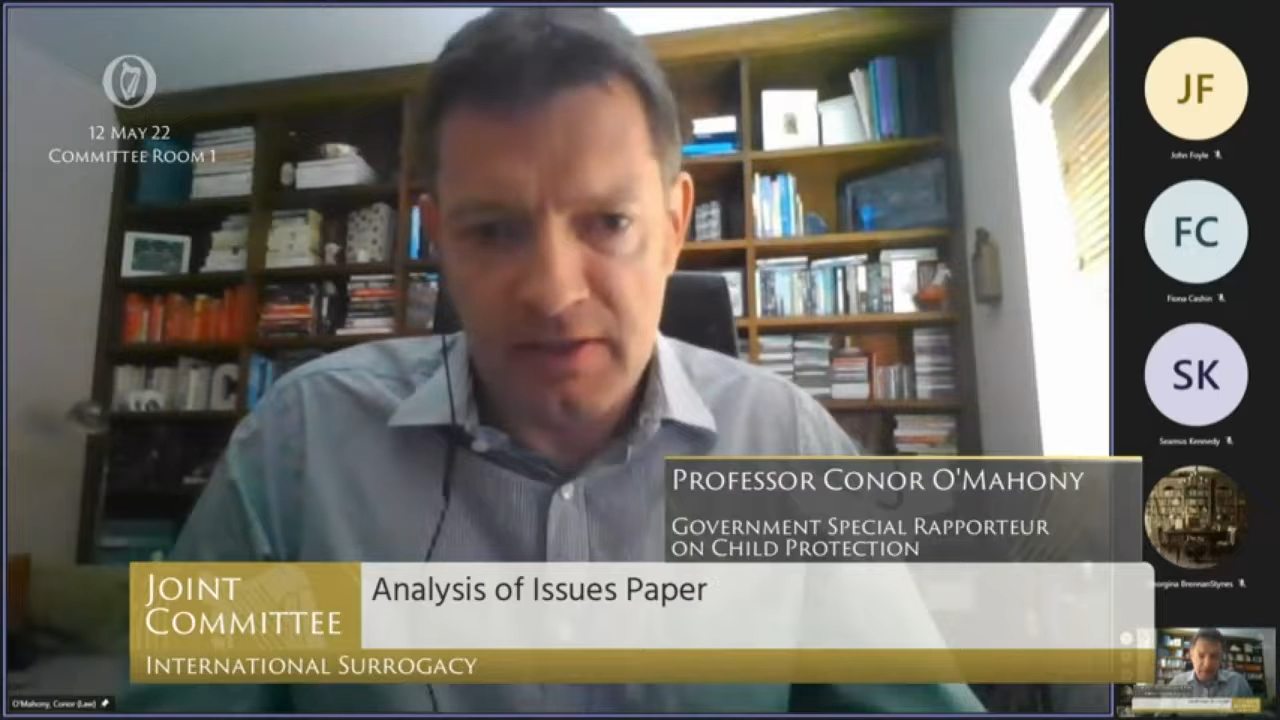 12 May 22
Committee Room 1
Professor Conor O'Mahony
Government Special Rapporteur
on Child Protection
Joint
Committee
Analysis of Issues Paper
International Surrogacy
O'Mahony, Conor (Law)
JF
John Foyle
FC
Fiona Cashin
SK
Seamus Kennedy
eorgina BrennanStynes